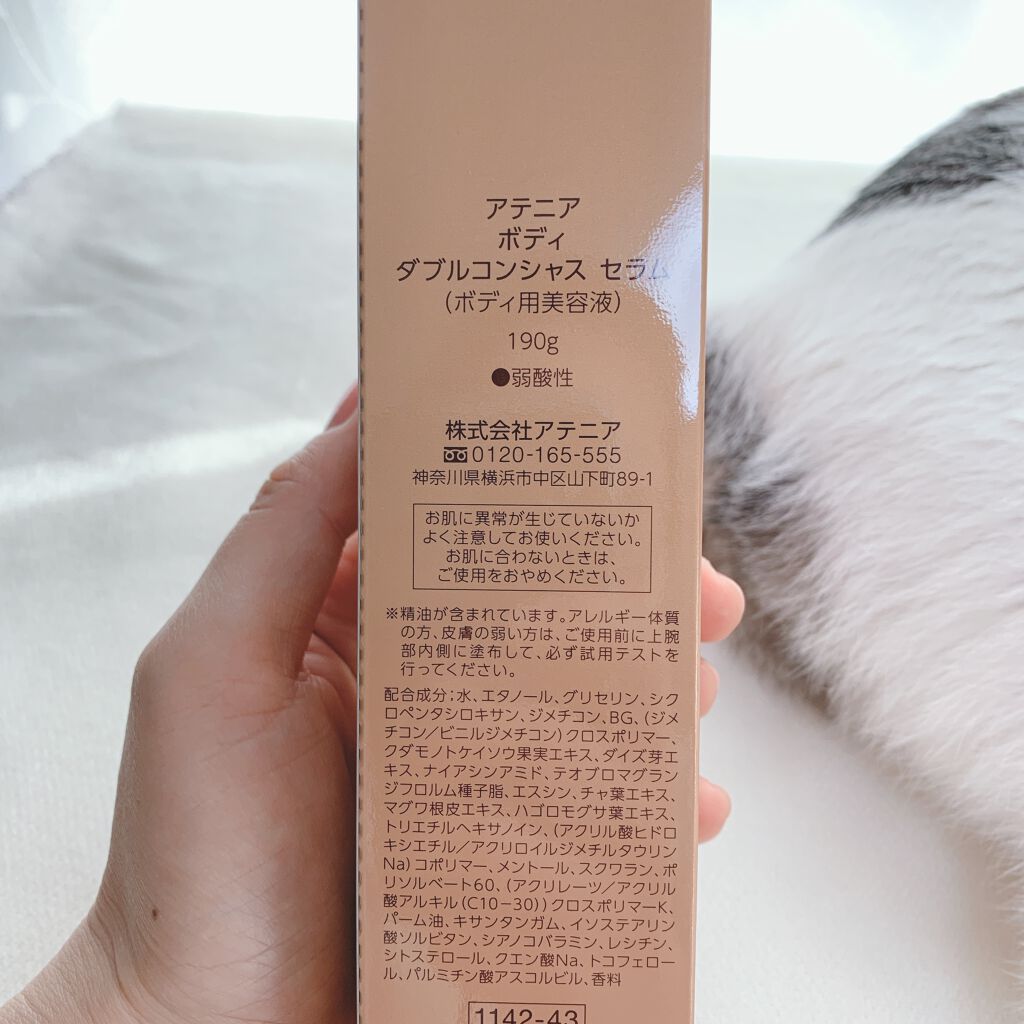 アテニア
ボディ
ダブルコンシャス セラム
(ボディ用美容液)
190g
●弱酸性
株式会社アテニア
0120-165-555
神奈川県横浜市中区山下町89-1
お肌に異常が生じていないか
よく注意してお使いください。
お肌に合わないときは、
ご使用をおやめください。
※精油が含まれています。アレルギー体質
の方、皮膚の弱い方は、ご使用前に上腕
部内側に塗布して、必ず試用テストを
行ってください。
配合成分;水、エタノール、グリセリン、シク
ロペンタシロキサン、ジメチコン、BG、(ジメ
チコン/ビニルジメチコン)クロスポリマー、
クダモノトケイソウ果実エキス、ダイズ芽エ
キス、ナイアシンアミド、テオブロマグラン
ジフロルム種子脂、エスシン、チャ葉エキス、
マグワ根皮エキス、ハゴロモグサ葉エキス、
トリエチルヘキサノイン、(アクリル酸ヒドロ
キシエチル/アクリロイルジメチルタウリン
Na)コポリマー、メントール、スクワラン、ポ
リソルベート60、(アクリレーツ/アクリル
酸アルキル(C10-30))クロスポリマーK、
パーム油、キサンタンガム、イソステアリン
酸ソルビタン、シアノコバラミン、レシチン、
シトステロール、クエン酸Na、トコフェロー
ル、パルミチン酸アスコルビル、香料
1142-43